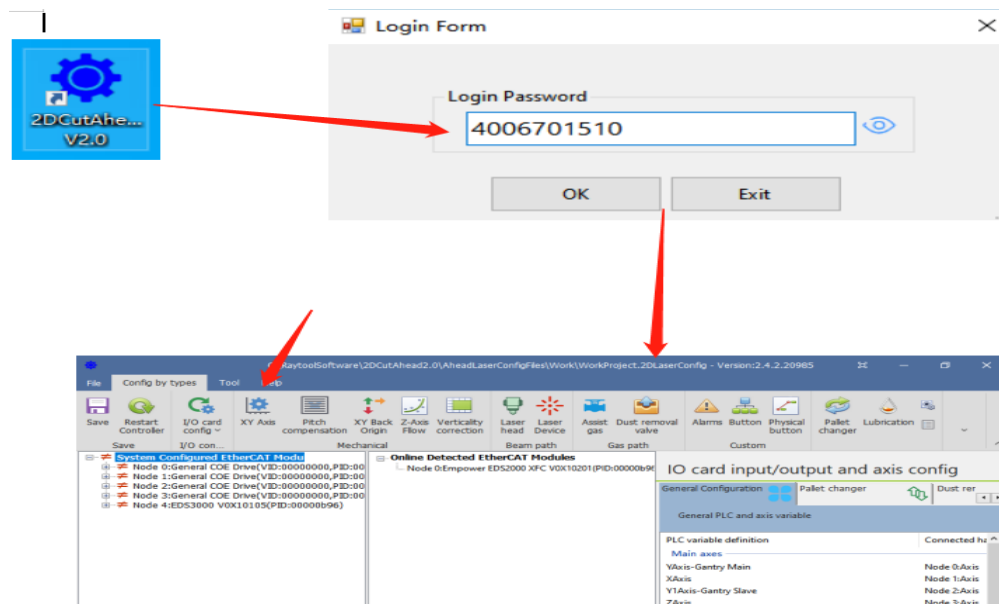 Login Form
Login Password
4006701510
OK
Exit
2DCutAhe...
V2.0
RaytoolSoftware\2DCutAhead2.0\AheadLaserConfigFiles\Work\WorkProject.2DLaserConfig - Version:2.4.2.20985
File Config by types Tool
Save Restart Controller I/O card config XY Axis Pitch compensation XY Back Origin Z-Axis Fllow Verticality correction Laser head Laser Device Assist gas Dust removal valve Alarms Button Physical button Pallet changer Lubrication
Save I/O con... Mechanical Beam path Gas path Custom
System Configured EtherCAT Modu
Node 0:General COE Drive(VID:00000000,PID:00
Node 1:General COE Drive(VID:00000000,PID:00
Node 2:General COE Drive(VID:00000000,PID:00
Node 3:General COE Drive(VID:00000000,PID:00
Node 4:EDS3000 V0X10105(PID:00000b96)
Online Detected EtherCAT Modules
Node 0:Empower EDS2000 XFC V0X10201(PID:00000b96
IO card input/output and axis config
General Configuration Palet changer Dust rer
General PLC and axis variable
PLC variable definition Connected ha
Main axes
YAxis-Gantry Main Node 0:Axis
XAxis Node 1:Axis
Y1Axis-Gantry Slave Node 2:Axis
ZAxis Node 3:Axis